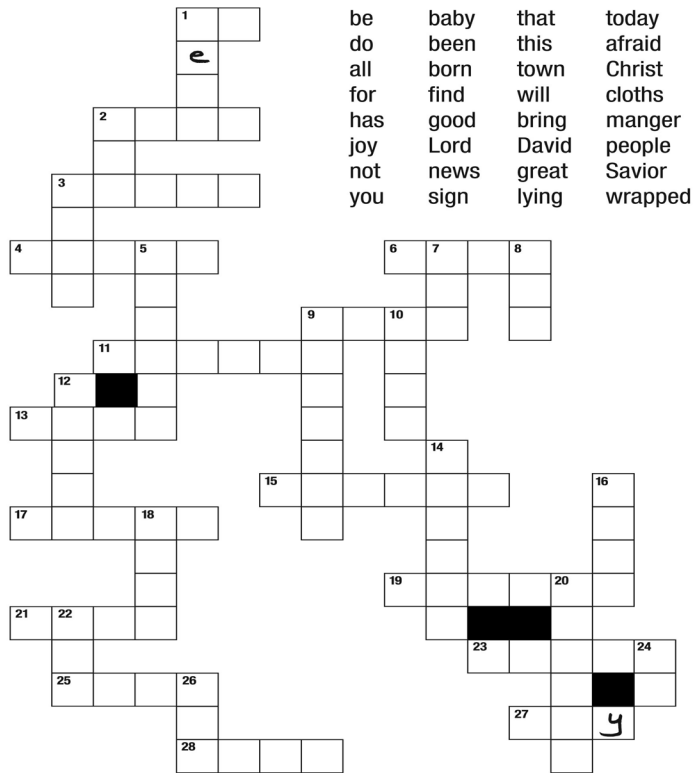 1
be baby that today
e
do been this afraid
all born town Christ
for find will cloths
2
has good bring manger
joy Lord David people
3
not news great Savior
you sign lying wrapped
4 5 6 7 8
9 10
11
12
13
14
15 16
17 18
19 20
21 22
23 24
25 26
27 y
28